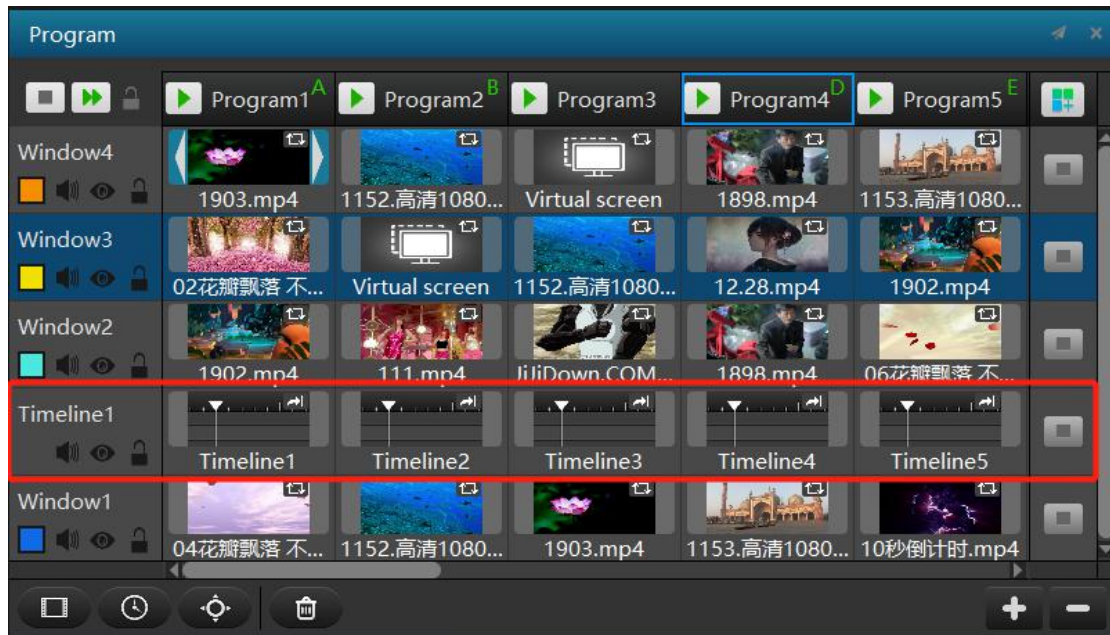 Program
Program1 A Program2 B Program3 Program4 D Program5 E
Window4
1903.mp4 1152.高清1080... Virtual screen 1898.mp4 1153.高清1080...
Window3
02花瓣飘落 不... Virtual screen 1152.高清1080... 12.28.mp4 1902.mp4
Window2
1902.mp4 111.mp4 JiJiDown.COM... 1898.mp4 06花瓣飘落 不...
Timeline1
Timeline1 Timeline2 Timeline3 Timeline4 Timeline5
Window1
04花瓣飘落 不... 1152.高清1080... 1903.mp4 1153.高清1080... 10秒倒计时.mp4